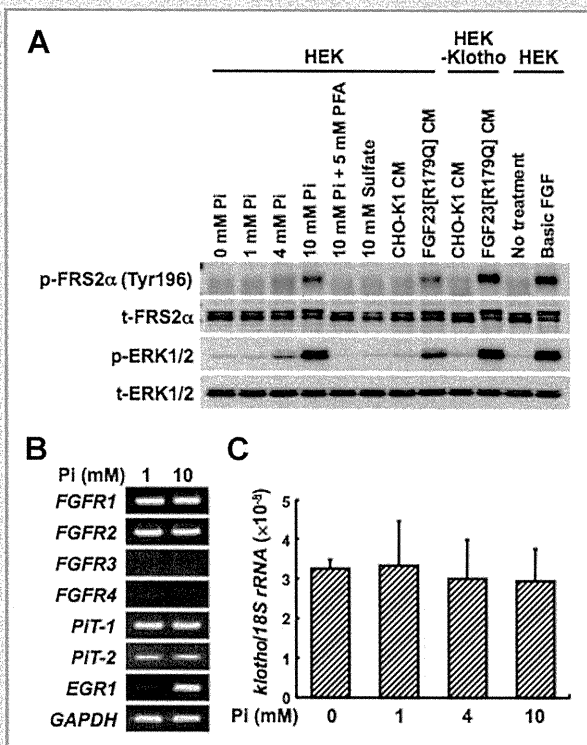 A
HEK
HEK
-Klotho
HEK
0 mM Pi
1 mM Pi
4 mM Pi
10 mM Pi
10 mM Pi + 5 mM PFA
10 mM Sulfate
CHO-K1 CM
FGF23[R179Q] CM
CHO-K1 CM
FGF23[R179Q] CM
No treatment
Basic FGF
p-FRS2α (Tyr196)
t-FRS2α
p-ERK1/2
t-ERK1/2
B
Pi (mM) 1 10
FGFR1
FGFR2
FGFR3
FGFR4
PiT-1
PiT-2
EGR1
GAPDH
C
klotho/18S rRNA (×10⁻⁸)
5
4
3
2
1
0
Pi (mM) 0 1 4 10